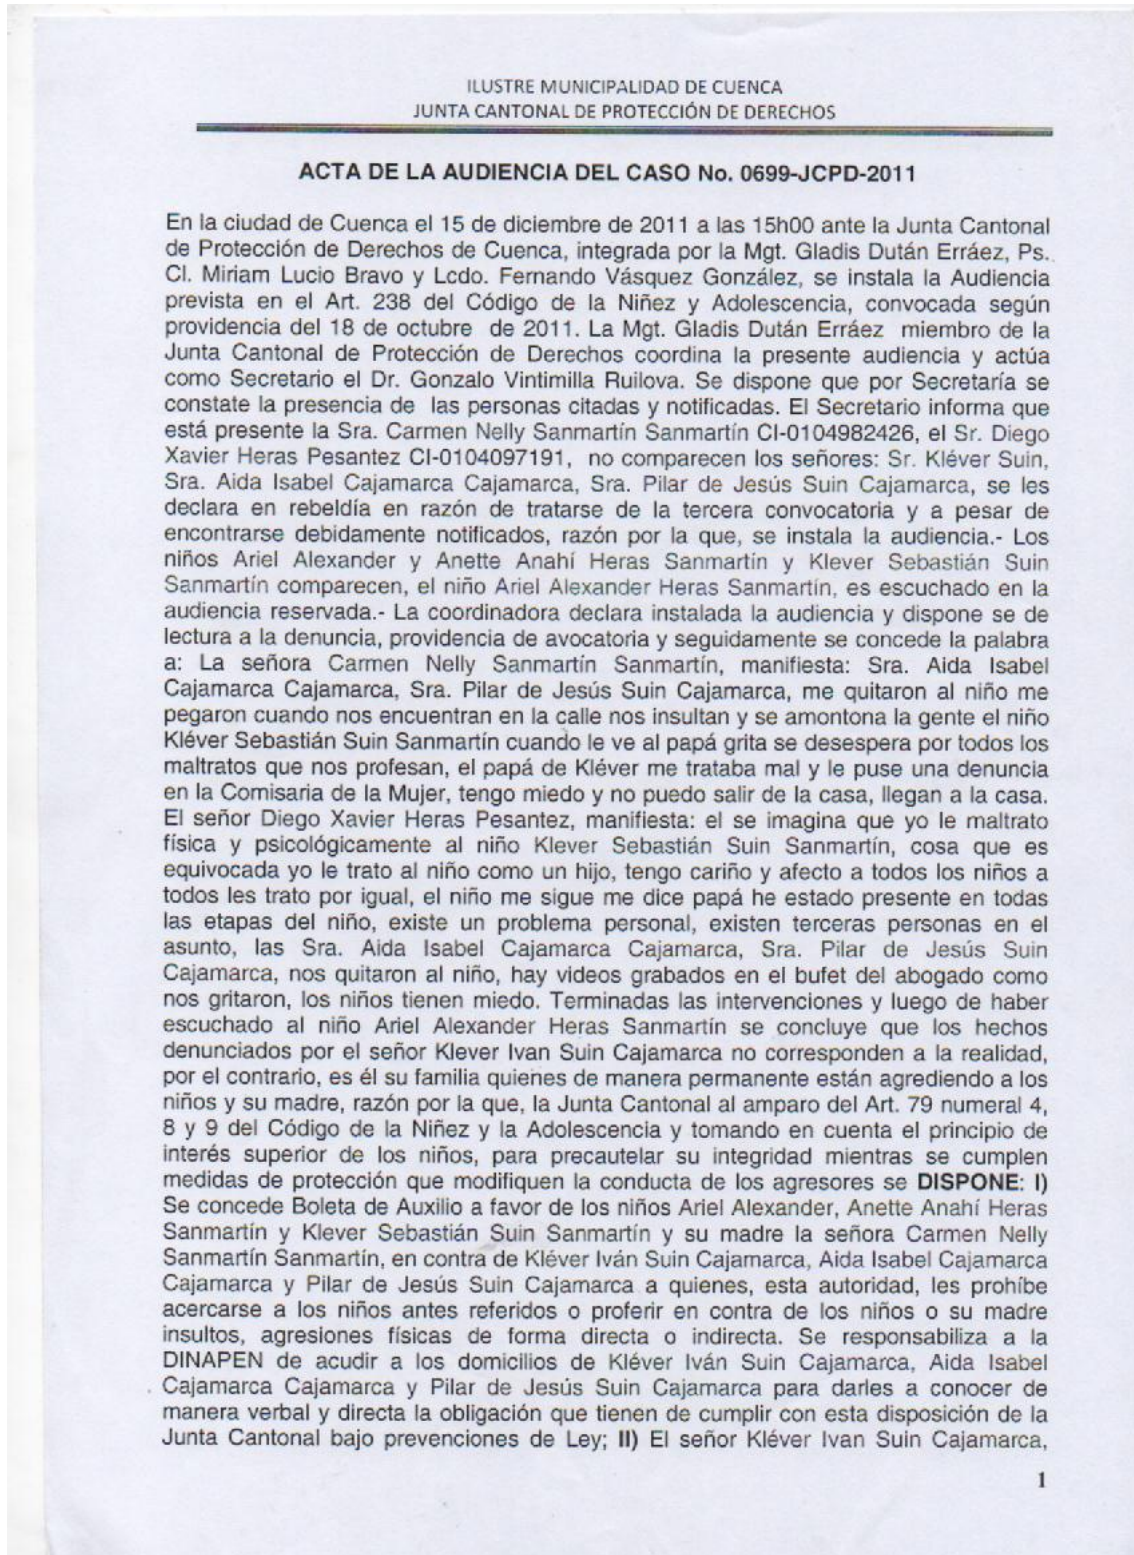 ILUSTRE MUNICIPALIDAD DE CUENCA
JUNTA CANTONAL DE PROTECCIÓN DE DERECHOS
ACTA DE LA AUDIENCIA DEL CASO No. 0699-JCPD-2011
En la ciudad de Cuenca el 15 de diciembre de 2011 a las 15h00 ante la Junta Cantonal
de Protección de Derechos de Cuenca, integrada por la Mgt. Gladis Dután Erráez, Ps.
Cl. Miriam Lucio Bravo y Lcdo. Fernando Vásquez González, se instala la Audiencia
prevista en el Art. 238 del Código de la Niñez y Adolescencia, convocada según
providencia del 18 de octubre de 2011. La Mgt. Gladis Dután Erráez miembro de la
Junta Cantonal de Protección de Derechos coordina la presente audiencia y actúa
como Secretario el Dr. Gonzalo Vintimilla Ruilova. Se dispone que por Secretaría se
constate la presencia de las personas citadas y notificadas. El Secretario informa que
está presente la Sra. Carmen Nelly Sanmartín Sanmartín CI-0104982426, el Sr. Diego
Xavier Heras Pesantez CI-0104097191, no comparecen los señores: Sr. Kléver Suin,
Sra. Aida Isabel Cajamarca Cajamarca, Sra. Pilar de Jesús Suin Cajamarca, se les
declara en rebeldía en razón de tratarse de la tercera convocatoria y a pesar de
encontrarse debidamente notificados, razón por la que, se instala la audiencia.- Los
niños Ariel Alexander y Anette Anahí Heras Sanmartín y Klever Sebastián Suin
Sanmartín comparecen, el niño Ariel Alexander Heras Sanmartín, es escuchado en la
audiencia reservada.- La coordinadora declara instalada la audiencia y dispone se de
lectura a la denuncia, providencia de avocatoria y seguidamente se concede la palabra
a: La señora Carmen Nelly Sanmartín Sanmartín, manifiesta: Sra. Aida Isabel
Cajamarca Cajamarca, Sra. Pilar de Jesús Suin Cajamarca, me quitaron al niño me
pegaron cuando nos encuentran en la calle nos insultan y se amontona la gente el niño
Kléver Sebastián Suin Sanmartín cuando le ve al papá grita se desespera por todos los
maltratos que nos profesan, el papá de Kléver me trataba mal y le puse una denuncia
en la Comisaria de la Mujer, tengo miedo y no puedo salir de la casa, llegan a la casa.
El señor Diego Xavier Heras Pesantez, manifiesta: el se imagina que yo le maltrato
física y psicológicamente al niño Klever Sebastián Suin Sanmartín, cosa que es
equivocada yo le trato al niño como un hijo, tengo cariño y afecto a todos los niños a
todos les trato por igual, el niño me sigue me dice papá he estado presente en todas
las etapas del niño, existe un problema personal, existen terceras personas en el
asunto, las Sra. Aida Isabel Cajamarca Cajamarca, Sra. Pilar de Jesús Suin
Cajamarca, nos quitaron al niño, hay videos grabados en el bufet del abogado como
nos gritaron, los niños tienen miedo. Terminadas las intervenciones y luego de haber
escuchado al niño Ariel Alexander Heras Sanmartín se concluye que los hechos
denunciados por el señor Klever Ivan Suin Cajamarca no corresponden a la realidad,
por el contrario, es él su familia quienes de manera permanente están agrediendo a los
niños y su madre, razón por la que, la Junta Cantonal al amparo del Art. 79 numeral 4,
8 y 9 del Código de la Niñez y la Adolescencia y tomando en cuenta el principio de
interés superior de los niños, para precautelar su integridad mientras se cumplen
medidas de protección que modifiquen la conducta de los agresores se DISPONE: I)
Se concede Boleta de Auxilio a favor de los niños Ariel Alexander, Anette Anahí Heras
Sanmartín y Klever Sebastián Suin Sanmartín y su madre la señora Carmen Nelly
Sanmartín Sanmartín, en contra de Kléver Iván Suin Cajamarca, Aida Isabel Cajamarca
Cajamarca y Pilar de Jesús Suin Cajamarca a quienes, esta autoridad, les prohíbe
acercarse a los niños antes referidos o proferir en contra de los niños o su madre
insultos, agresiones físicas de forma directa o indirecta. Se responsabiliza a la
DINAPEN de acudir a los domicilios de Kléver Iván Suin Cajamarca, Aida Isabel
Cajamarca Cajamarca y Pilar de Jesús Suin Cajamarca para darles a conocer de
manera verbal y directa la obligación que tienen de cumplir con esta disposición de la
Junta Cantonal bajo prevenciones de Ley; II) El señor Kléver Ivan Suin Cajamarca,
1